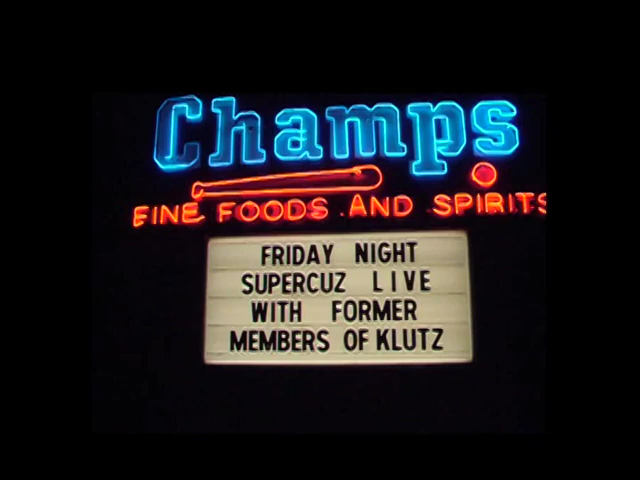 Champs
FINE FOODS AND SPIRITS
FRIDAY NIGHT
SUPERCUZ LIVE
WITH FORMER
MEMBERS OF KLUTZ